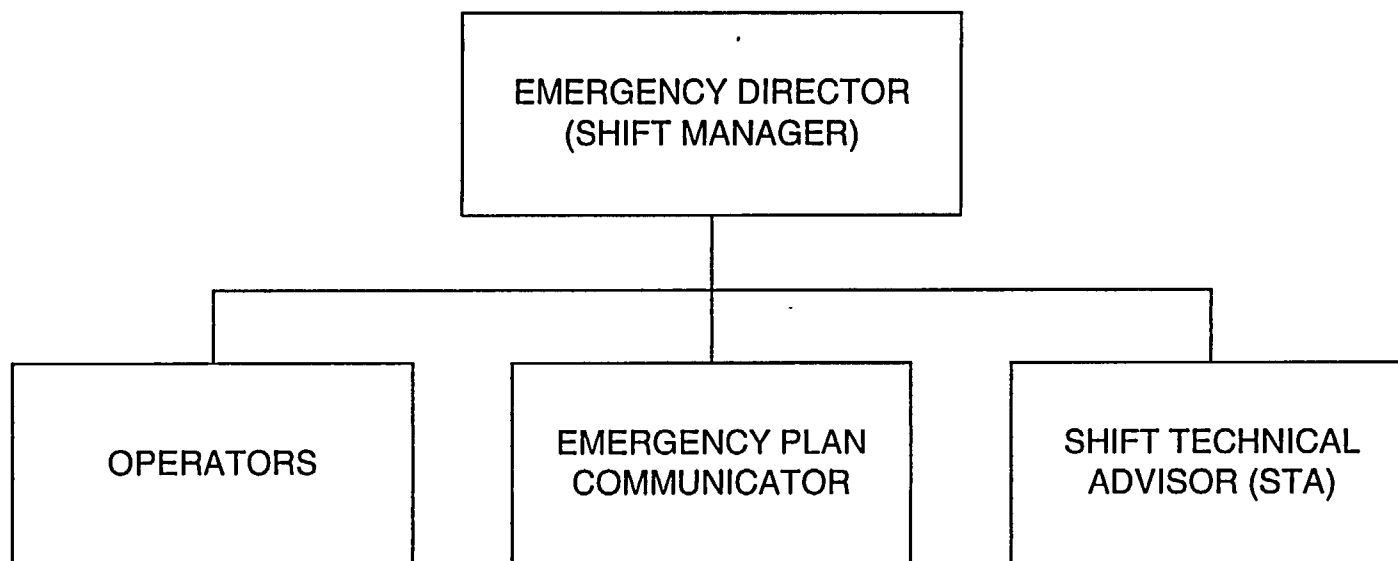 EMERGENCY DIRECTOR
(SHIFT MANAGER)
OPERATORS
EMERGENCY PLAN
COMMUNICATOR
SHIFT TECHNICAL
ADVISOR (STA)